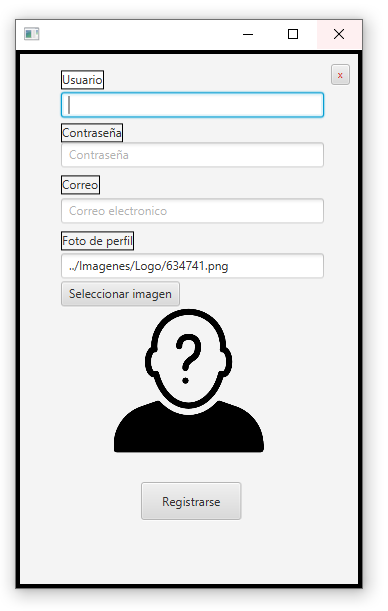 x
Usuario
Contraseña
Contraseña
Correo
Correo electronico
Foto de perfil
../Imagenes/Logo/634741.png
Seleccionar imagen
?
Registrarse